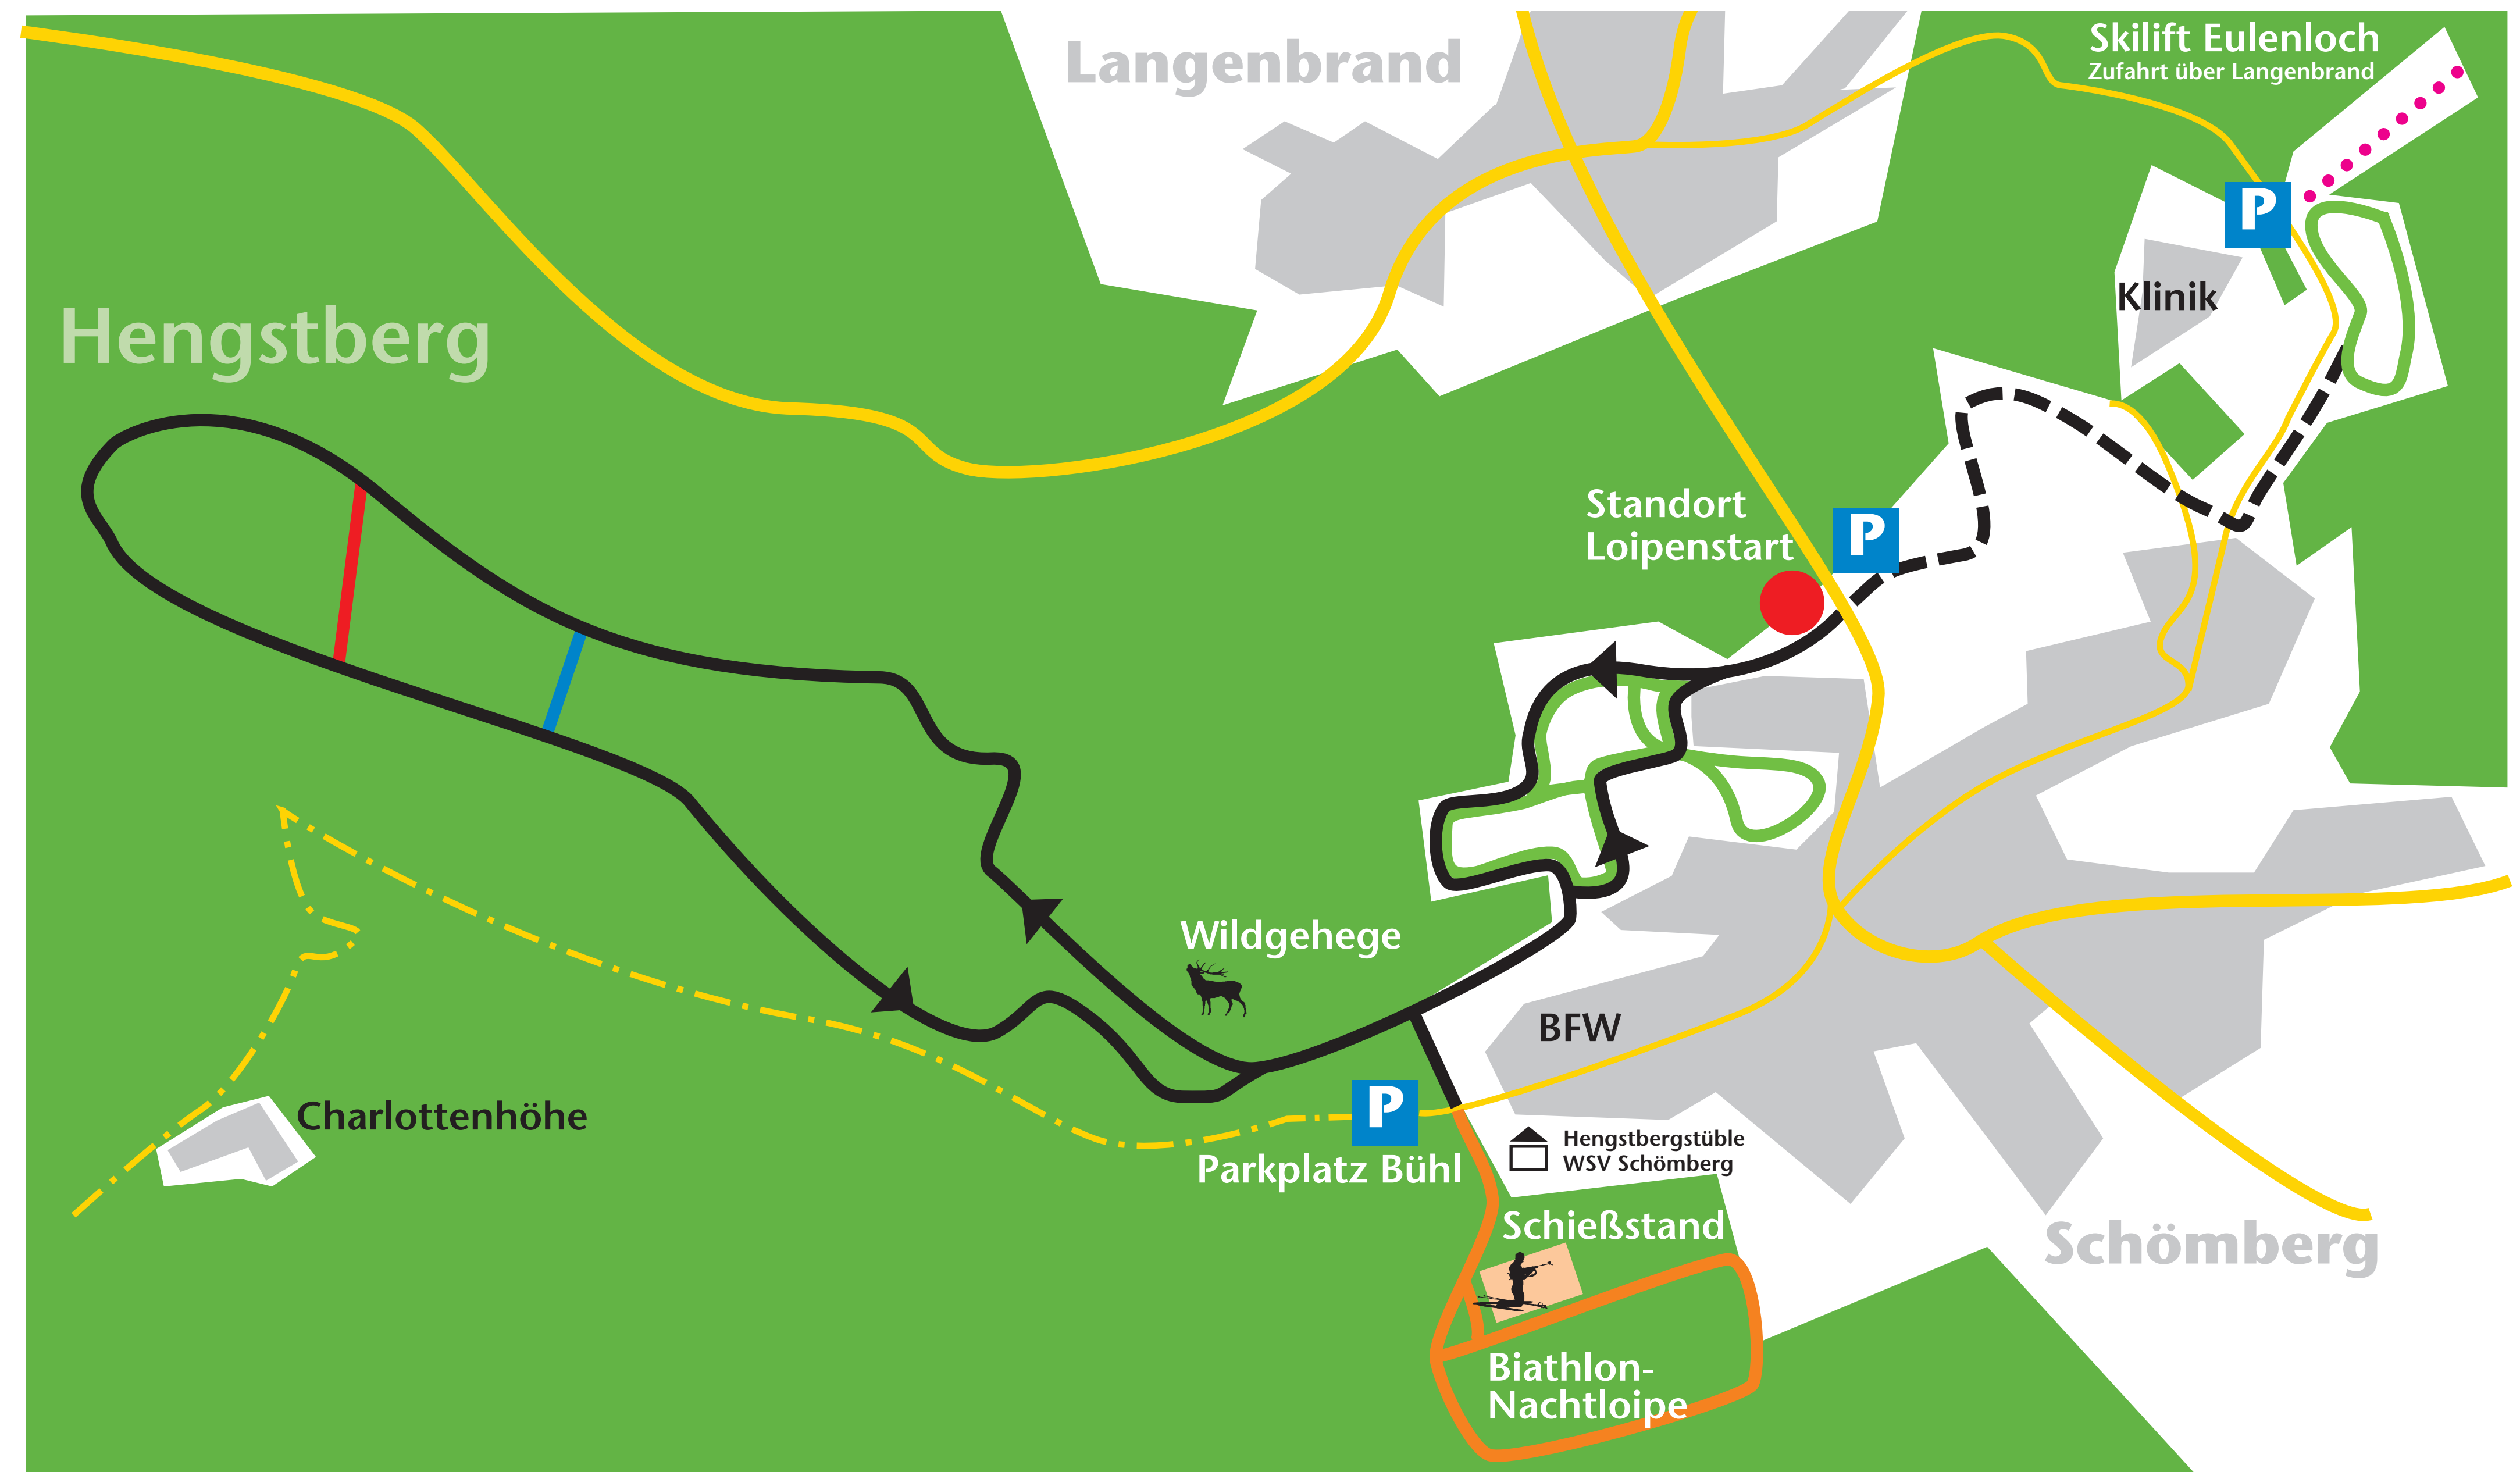 Langenbrand
Skilift Eulenloch
Zufahrt über Langenbrand
P
Klinik
Hengstberg
Standort
Loipenstart
P
Wildgehege
BFW
Charlottenhöhe
P
Parkplatz Bühl
Hengstbergstüble
WSV Schömberg
Schießstand
Schömberg
Biathlon-
Nachtloipe